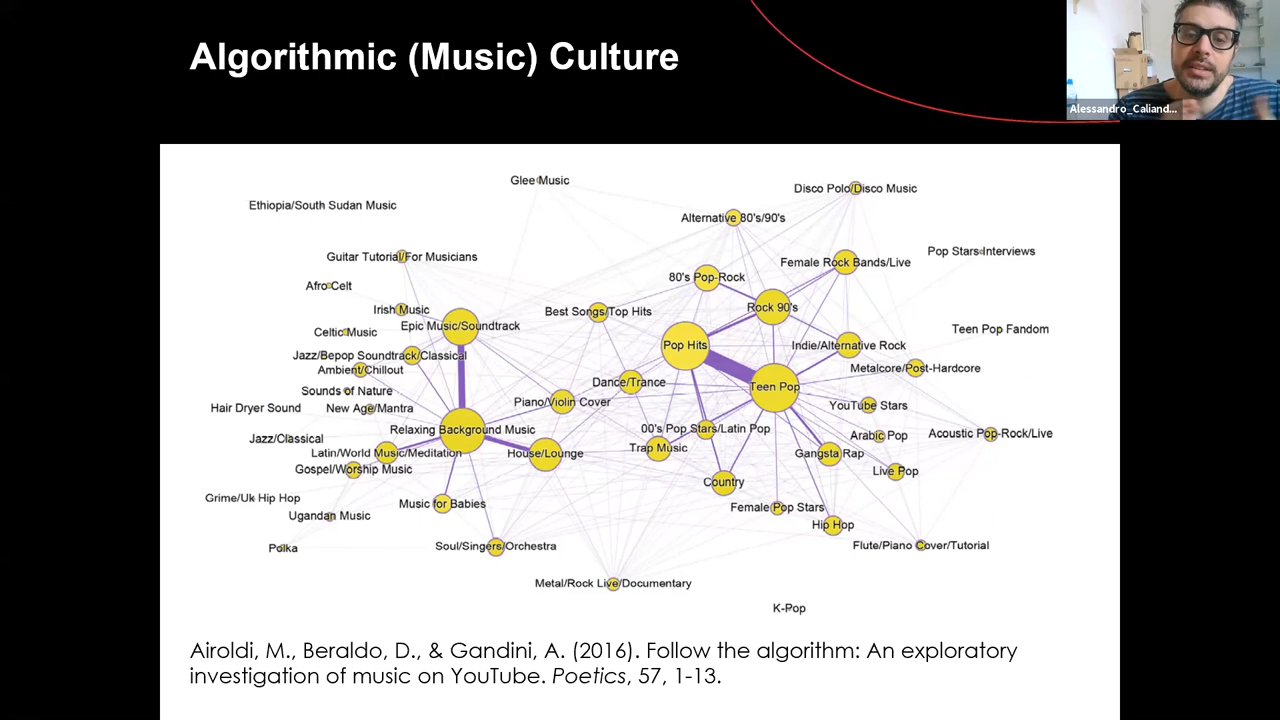 Algorithmic (Music) Culture
Alessandro_Caliand...
Glee Music
Disco Polo/Disco Music
Ethiopia/South Sudan Music
Alternative 80's/90's
Guitar Tutorial/For Musicians
Female Rock Bands/Live
Pop Stars Interviews
80's Pop-Rock
Afro Celt
Irish Music
Best Songs/Top Hits
Rock 90's
Epic Music/Soundtrack
Celtic Music
Teen Pop Fandom
Pop Hits
Indie/Alternative Rock
Jazz/Bepop Soundtrack/Classical
Ambient/Chillout
Metalcore/Post-Hardcore
Dance/Trance
Teen Pop
Sounds of Nature
Piano/Violin Cover
YouTube Stars
Hair Dryer Sound
New Age/Mantra
Relaxing Background Music
00's Pop Stars/Latin Pop
Arabic Pop
Acoustic Pop-Rock/Live
Jazz/Classical
Trap Music
Latin/World Music/Meditation
House/Lounge
Gangsta Rap
Gospel/Worship Music
Live Pop
Country
Grime/Uk Hip Hop
Music for Babies
Female Pop Stars
Ugandan Music
Hip Hop
Polka
Soul/Singers/Orchestra
Flute/Piano Cover/Tutorial
Metal/Rock Live/Documentary
K-Pop
Airoldi, M., Beraldo, D., & Gandini, A. (2016). Follow the algorithm: An exploratory
investigation of music on YouTube. Poetics, 57, 1-13.